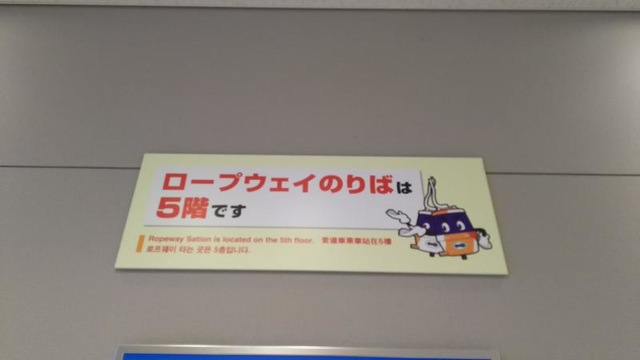 ロープウェイのりばは
5階です
Ropeway Sation is located on the 5th floor. 索道車乘車站在5樓
로프웨이 타는 곳은 5층입니다.